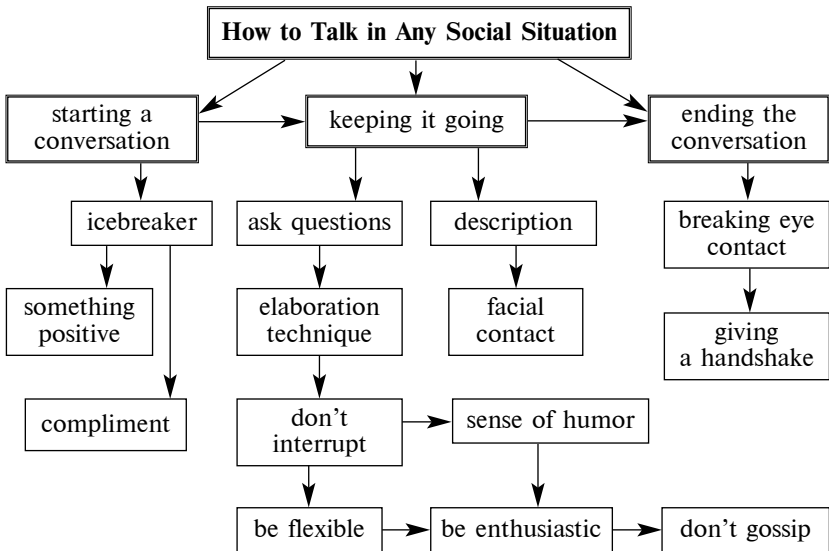 How to Talk in Any Social Situation
starting a
conversation
keeping it going
ending the
conversation
icebreaker
ask questions
description
breaking eye
contact
something
positive
elaboration
technique
facial
contact
giving
a handshake
compliment
don't
interrupt
sense of humor
be flexible
be enthusiastic
don't gossip